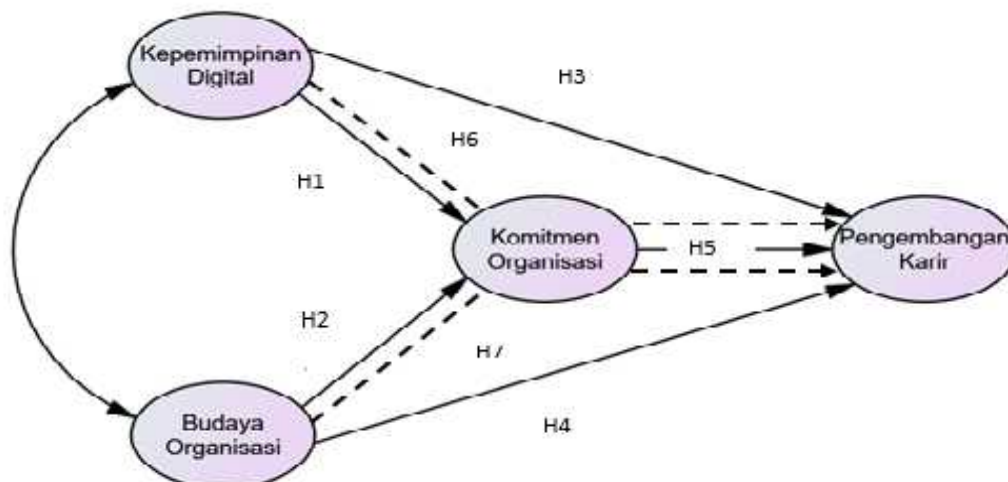 Kepemimpinan
Digital
H3
H6
H1
Komitmen
Organisasi
H5
Pengembangan
Karir
H2
H7
Budaya
Organisasi
H4